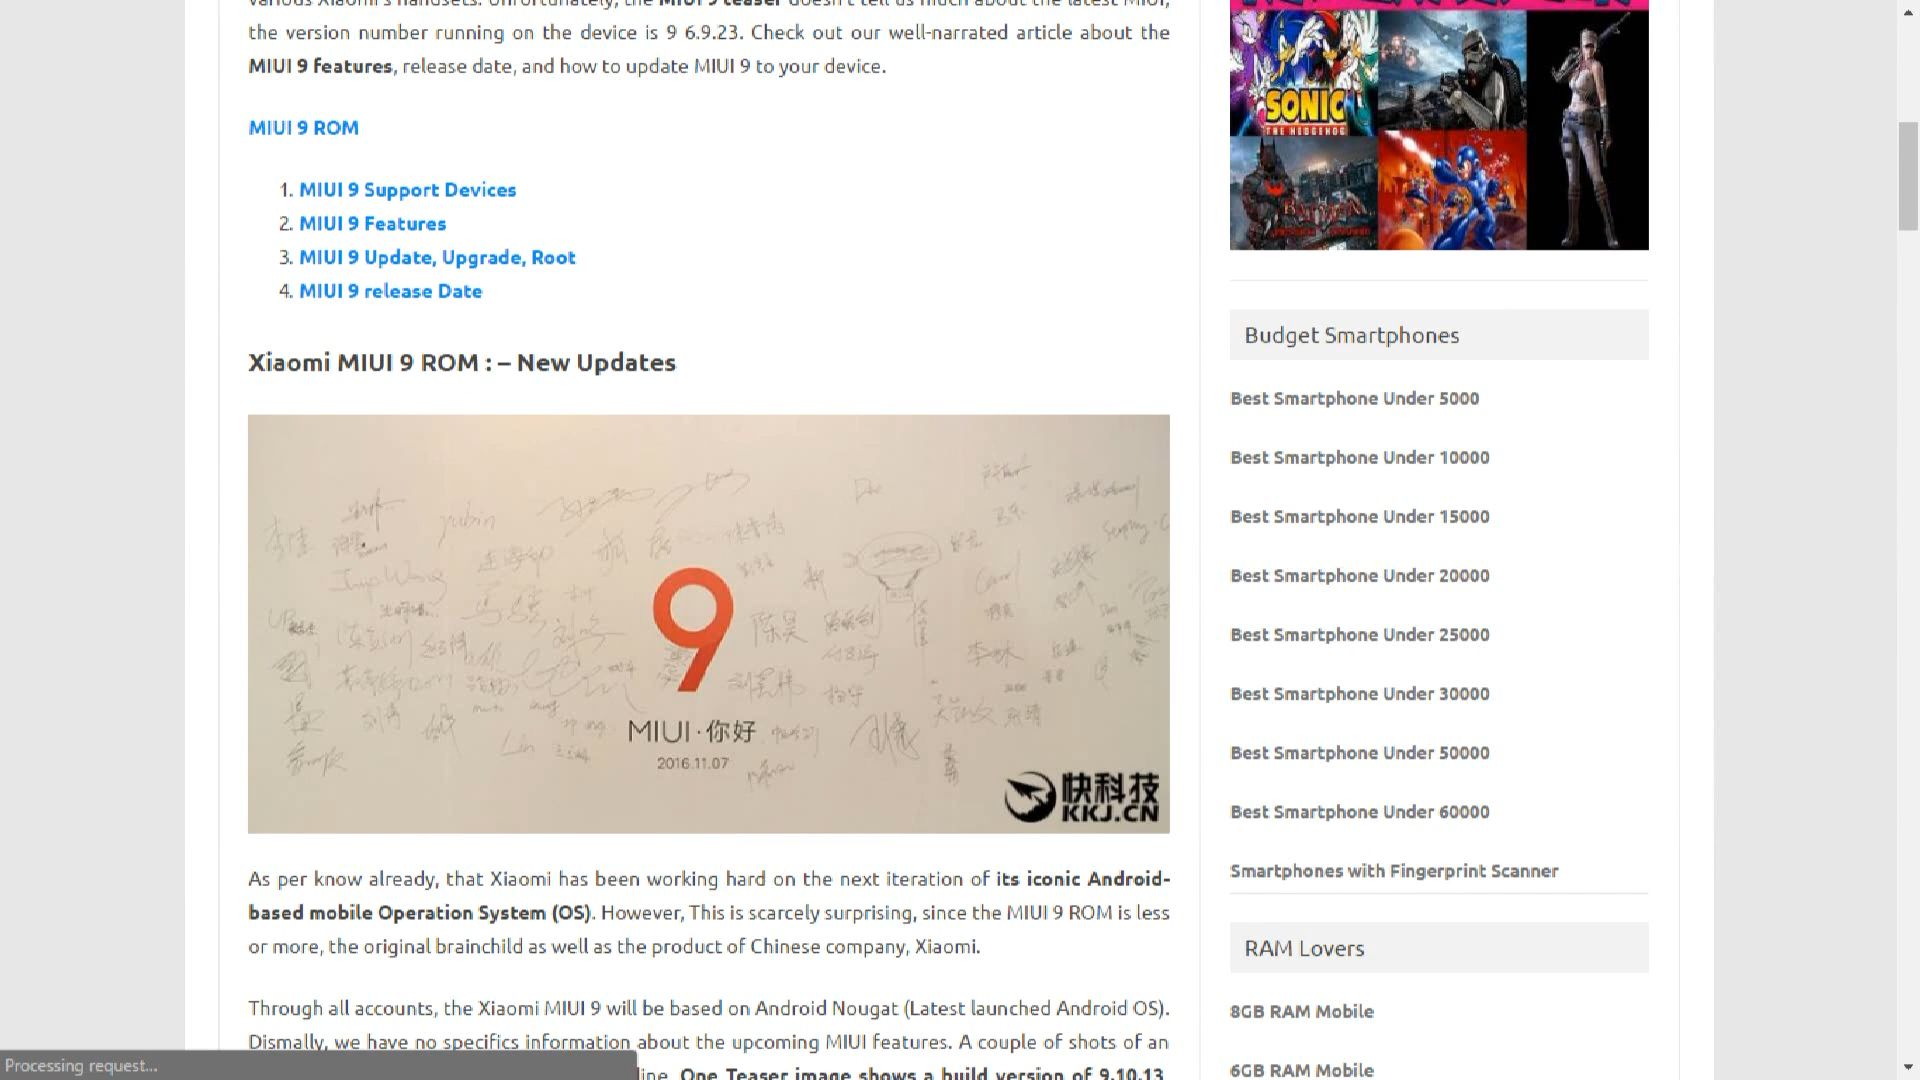 the version number running on the device is 9 6.9.23. Check out our well-narrated article about the
MIUI 9 features, release date, and how to update MIUI 9 to your device.
MIUI 9 ROM
1. MIUI 9 Support Devices
2. MIUI 9 Features
3. MIUI 9 Update, Upgrade, Root
4. MIUI 9 release Date
Xiaomi MIUI 9 ROM : – New Updates
yubin
9
陈昊
MIUI·你好
2016.11.07
快科技
KKJ.CN
As per know already, that Xiaomi has been working hard on the next iteration of its iconic Android-
based mobile Operation System (OS). However, This is scarcely surprising, since the MIUI 9 ROM is less
or more, the original brainchild as well as the product of Chinese company, Xiaomi.
Through all accounts, the Xiaomi MIUI 9 will be based on Android Nougat (Latest launched Android OS).
Dismally, we have no specifics information about the upcoming MIUI features. A couple of shots of an
line. One Teaser image shows a build version of 9.10.13,
Processing request...
SONIC
THE HEDGEHOG
Budget Smartphones
Best Smartphone Under 5000
Best Smartphone Under 10000
Best Smartphone Under 15000
Best Smartphone Under 20000
Best Smartphone Under 25000
Best Smartphone Under 30000
Best Smartphone Under 50000
Best Smartphone Under 60000
Smartphones with Fingerprint Scanner
RAM Lovers
8GB RAM Mobile
6GB RAM Mobile